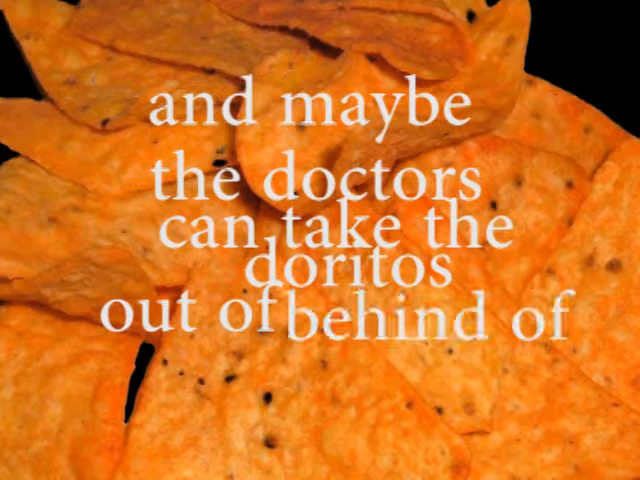 and maybe
the doctors
can take the
doritos
out of behind of